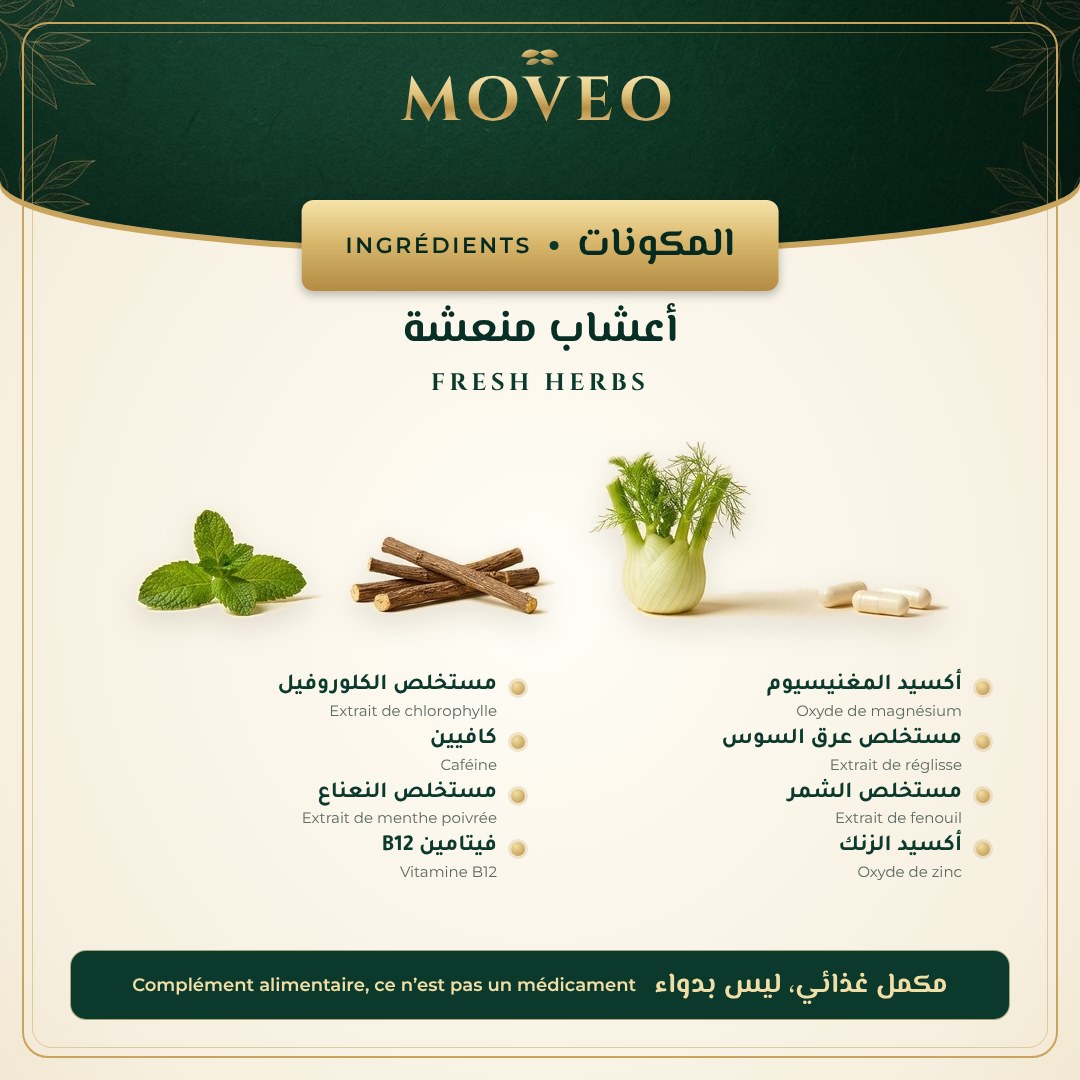 MOVEO
المكونات • INGRÉDIENTS
أعشاب منعشة
FRESH HERBS
أكسيد المغنيسيوم
Oxyde de magnésium
مستخلص عرق السوس
Extrait de réglisse
مستخلص الشمر
Extrait de fenouil
أكسيد الزنك
Oxyde de zinc
مستخلص الكلوروفيل
Extrait de chlorophylle
كافيين
Caféine
مستخلص النعناع
Extrait de menthe poivrée
فيتامين B12
Vitamine B12
مكمل غذائي، ليس بدواء Complément alimentaire, ce n’est pas un médicament